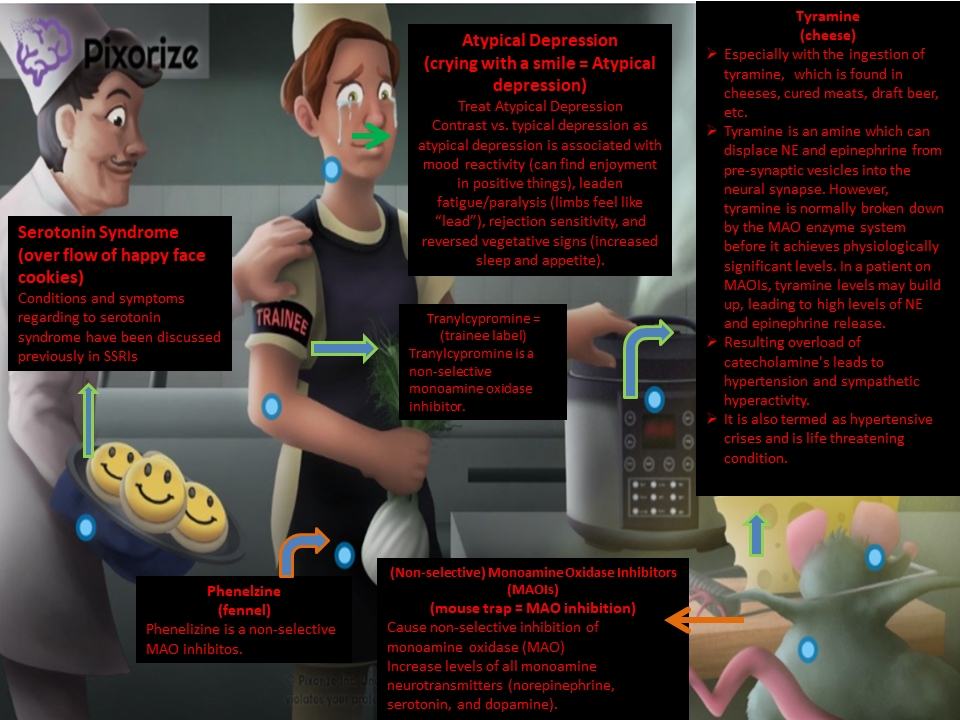 Pixorize
Atypical Depression
(crying with a smile = Atypical
depression)
Treat Atypical Depression
Contrast vs. typical depression as
atypical depression is associated with
mood reactivity (can find enjoyment
in positive things), leaden
fatigue/paralysis (limbs feel like
“lead”), rejection sensitivity, and
reversed vegetative signs (increased
sleep and appetite).
Tyramine
(cheese)
➢ Especially with the ingestion of
tyramine, which is found in
cheeses, cured meats, draft beer,
etc.
➢ Tyramine is an amine which can
displace NE and epinephrine from
pre-synaptic vesicles into the
neural synapse. However,
tyramine is normally broken down
by the MAO enzyme system
before it achieves physiologically
significant levels. In a patient on
MAOIs, tyramine levels may build
up, leading to high levels of NE
and epinephrine release.
➢ Resulting overload of
catecholamine's leads to
hypertension and sympathetic
hyperactivity.
➢ It is also termed as hypertensive
crises and is life threatening
condition.
Serotonin Syndrome
(over flow of happy face
cookies)
Conditions and symptoms
regarding to serotonin
syndrome have been discussed
previously in SSRIs
TRAINEE
Tranylcypromine =
(trainee label)
Tranylcypromine is a
non-selective
monoamine oxidase
inhibitor.
Phenelzine
(fennel)
Phenelizine is a non-selective
MAO inhibitos.
(Non-selective) Monoamine Oxidase Inhibitors
(MAOIs)
(mouse trap = MAO inhibition)
Cause non-selective inhibition of
monoamine oxidase (MAO)
Increase levels of all monoamine
neurotransmitters (norepinephrine,
serotonin, and dopamine).